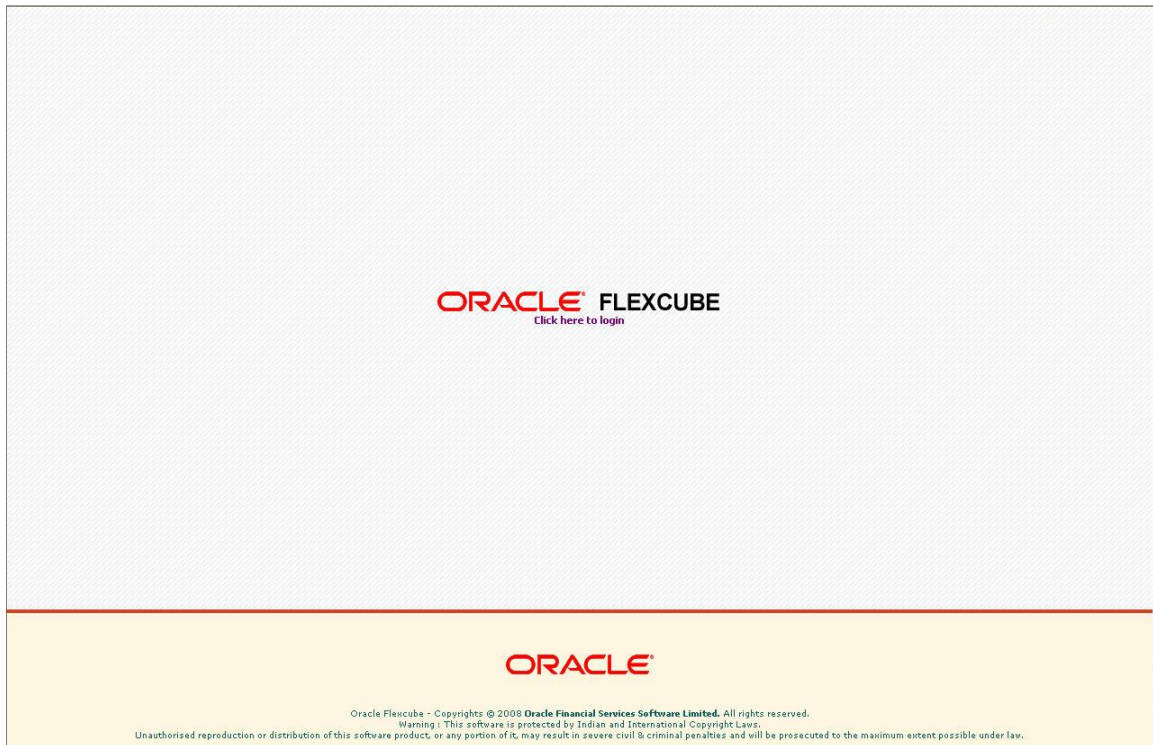 ORACLE® FLEXCUBE
Click here to login
ORACLE®
Oracle Flexcube - Copyrights @ 2008 Oracle Financial Services Software Limited. All rights reserved.
Warning : This software is protected by Indian and International Copyright Laws.
Unauthorised reproduction or distribution of this software product, or any portion of it, may result in severe civil & criminal penalties and will be prosecuted to the maximum extent possible under law.